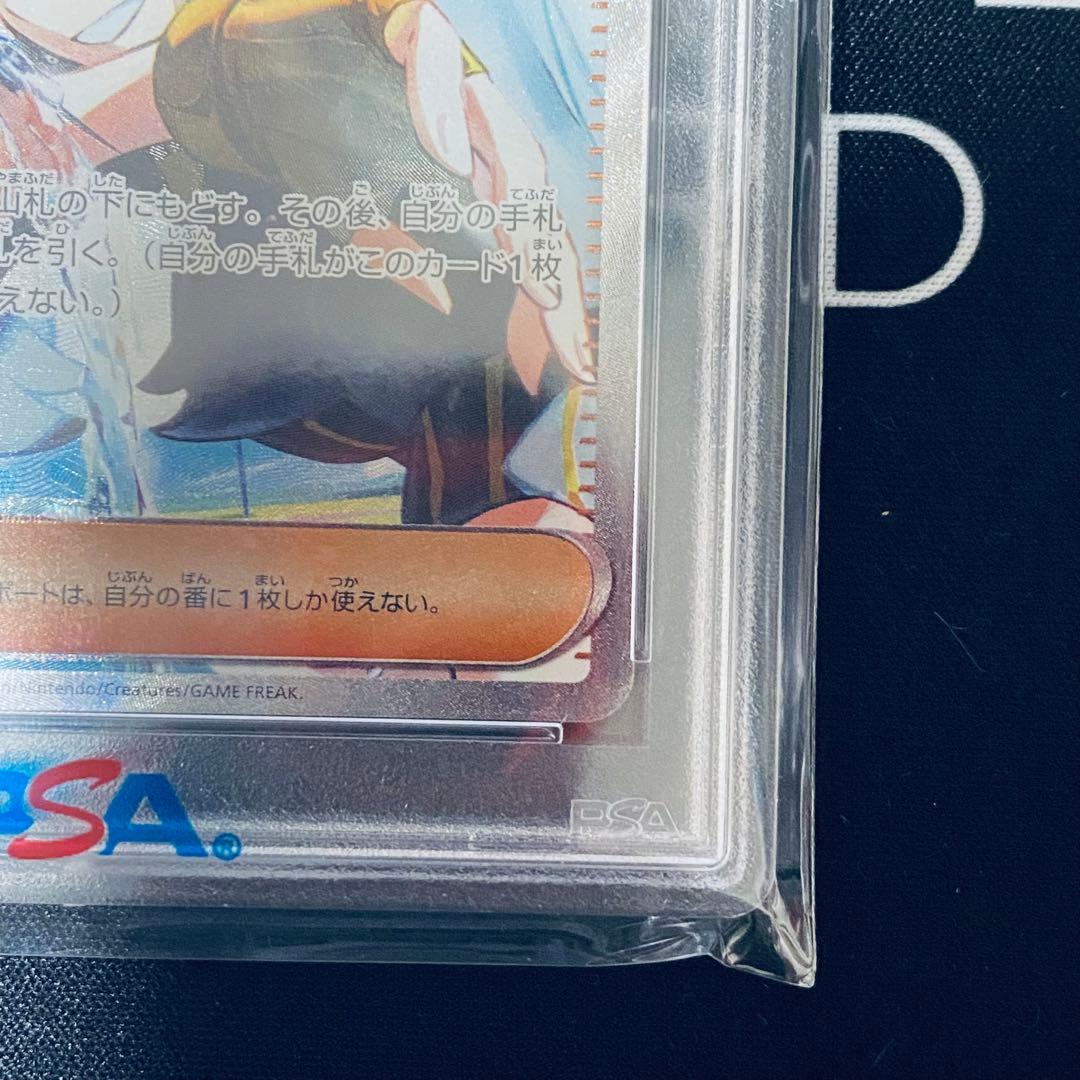 山札の下にもどす。その後、自分の手札
札を引く。(自分の手札がこのカード1枚
えない。)
ポートは、自分の番に1枚しか使えない。
/Nintendo/Creatures/GAME FREAK.
PSA®
PSA
D